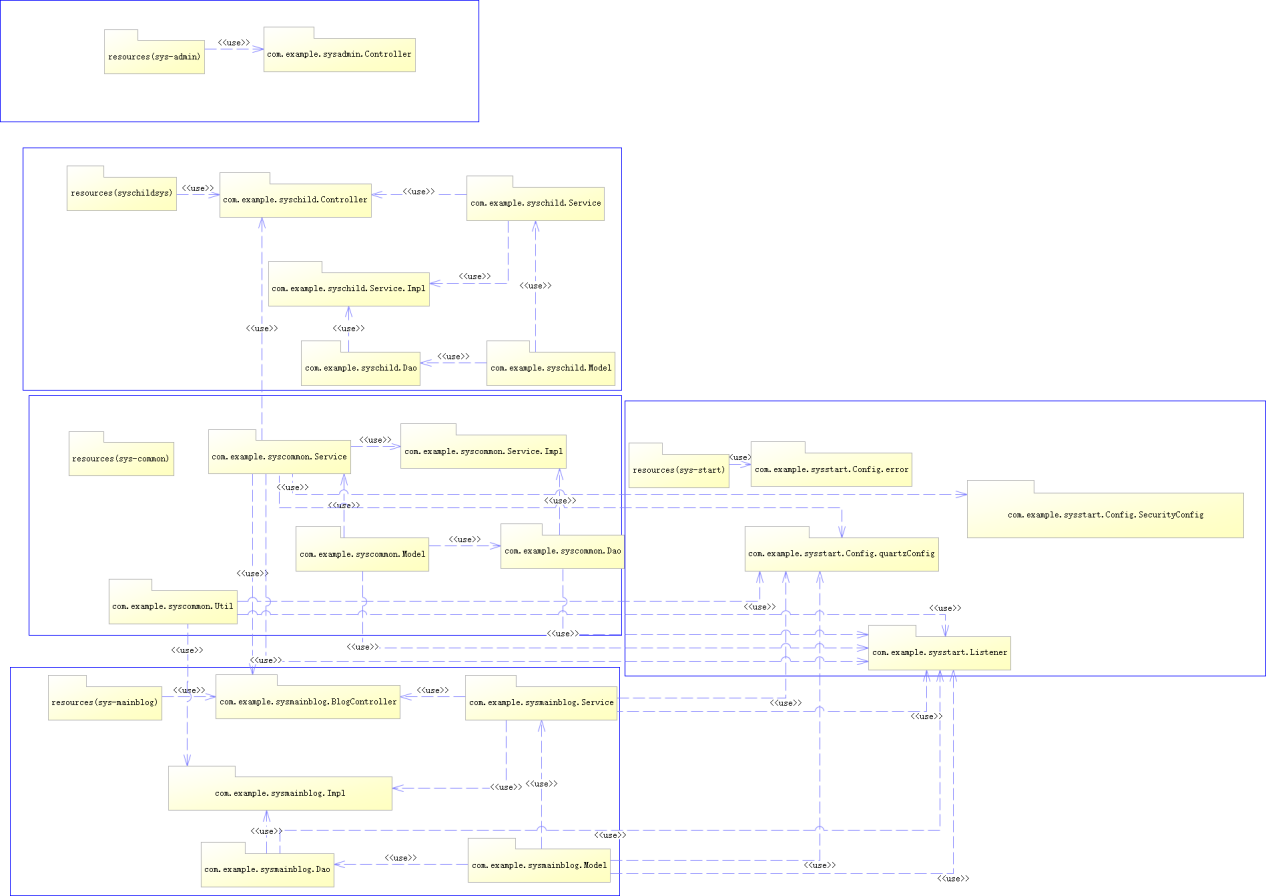 <<use>>
resources(sys-admin)
com.example.sysadmin.Controller
resources(syschildsys)
<<use>>
com.example.syschild.Controller
<<use>>
com.example.syschild.Service
com.example.syschild.Service.Impl
<<use>>
<<use>>
<<use>>
<<use>>
com.example.syschild.Dao
<<use>>
com.example.syschild.Model
resources(sys-common)
com.example.syscommon.Service
<<use>>
com.example.syscommon.Service.Impl
resources(sys-start)
<<use>>
com.example.sysstart.Config.error
<<use>>
<<use>>
<<use>>
com.example.sysstart.Config.SecurityConfig
com.example.syscommon.Model
<<use>>
com.example.syscommon.Dao
com.example.sysstart.Config.quartzConfig
<<use>>
com.example.syscommon.Util
<<use>>
<<use>>
<<use>>
<<use>>
<<use>>
<<use>>
com.example.sysstart.Listener
resources(sys-mainblog)
<<use>>
com.example.sysmainblog.BlogController
<<use>>
com.example.sysmainblog.Service
<<use>>
<<use>>
<<use>>
<<use>>
com.example.sysmainblog.Impl
<<use>>
<<use>>
com.example.sysmainblog.Dao
<<use>>
com.example.sysmainblog.Model
<<use>>
<<use>>